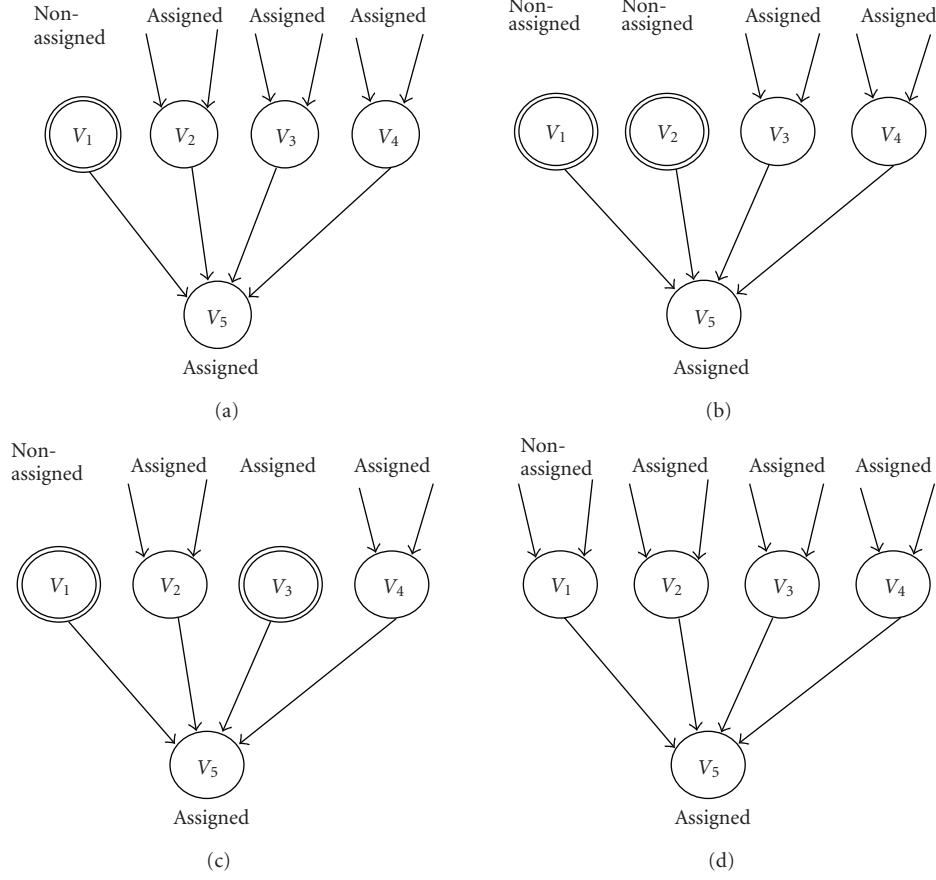 Non-
assigned
Assigned
Assigned
Assigned
V1
V2
V3
V4
V5
Assigned
(a)
Non-
assigned
Non-
assigned
Assigned
Assigned
V1
V2
V3
V4
V5
Assigned
(b)
Non-
assigned
Assigned
Assigned
Assigned
V1
V2
V3
V4
V5
Assigned
(c)
Non-
assigned
Assigned
Assigned
Assigned
V1
V2
V3
V4
V5
Assigned
(d)